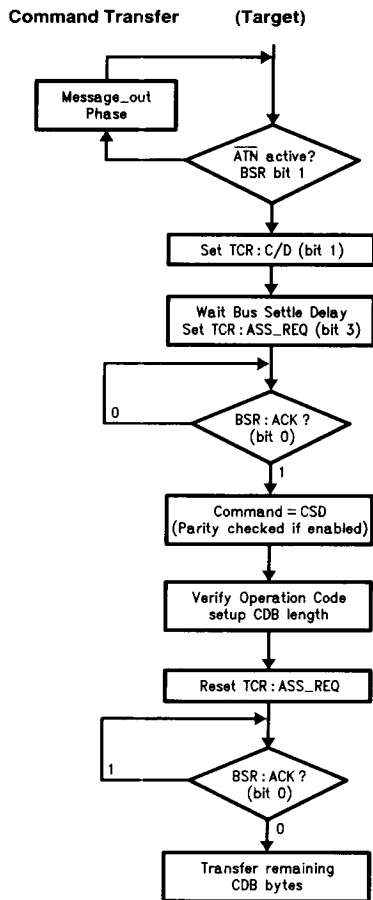 Command Transfer (Target)
Message_out
Phase
ATN active?
BSR bit 1
Set TCR:C/D (bit 1)
Wait Bus Settle Delay
Set TCR:ASS_REQ (bit 3)
0
BSR:ACK?
(bit 0)
1
Command=CSD
(Parity checked if enabled)
Verify Operation Code
setup CDB length
Reset TCR:ASS_REQ
1
BSR:ACK?
(bit 0)
0
Transfer remaining
CDB bytes